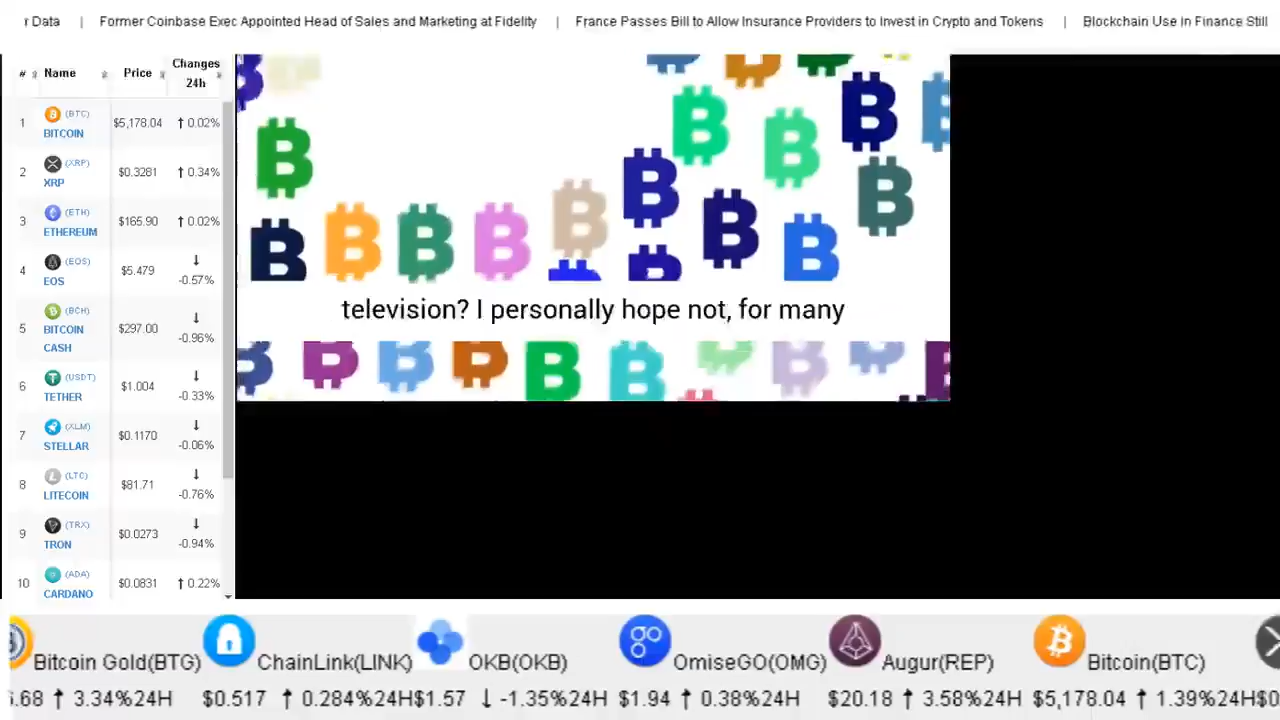 r Data | Former Coinbase Exec Appointed Head of Sales and Marketing at Fidelity | France Passes Bill to Allow Insurance Providers to Invest in Crypto and Tokens | Blockchain Use in Finance Still
# Name Price Changes 24h
1 (BTC) BITCOIN $5,178.04 ↑ 0.02%
2 (XRP) XRP $0.3281 ↑ 0.34%
3 (ETH) ETHEREUM $165.90 ↑ 0.02%
4 (EOS) EOS $5.479 ↓ -0.57%
5 (BCH) BITCOIN CASH $297.00 ↓ -0.96%
6 (USDT) TETHER $1.004 ↓ -0.33%
7 (XLM) STELLAR $0.1170 ↓ -0.06%
8 (LTC) LITECOIN $81.71 ↓ -0.76%
9 (TRX) TRON $0.0273 ↓ -0.94%
10 (ADA) CARDANO $0.0831 ↑ 0.22%
television? I personally hope not, for many
Bitcoin Gold(BTG) ChainLink(LINK) OKB(OKB) OmiseGO(OMG) Augur(REP) Bitcoin(BTC)
.68 ↑ 3.34%24H $0.517 ↑ 0.284%24H $1.57 ↓ -1.35%24H $1.94 ↑ 0.38%24H $20.18 ↑ 3.58%24H $5,178.04 ↑ 1.39%24H $0